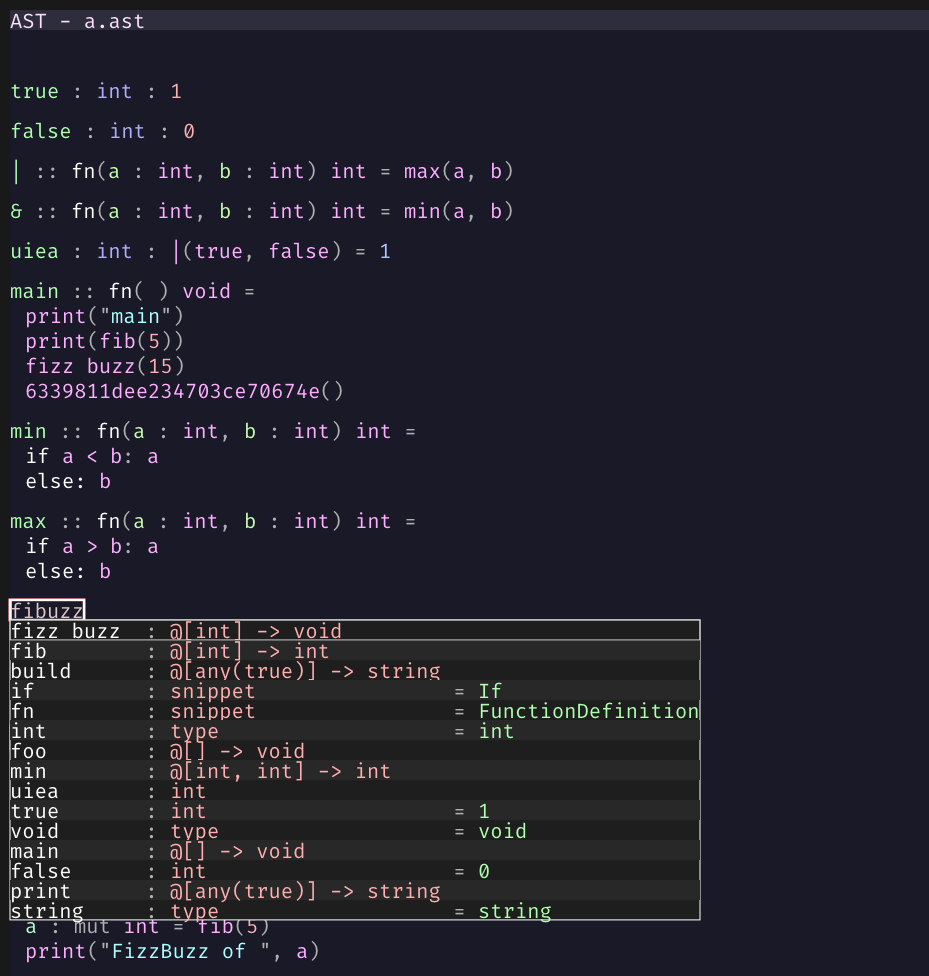 AST - a.ast
true : int : 1
false : int : 0
| :: fn(a : int, b : int) int = max(a, b)
& :: fn(a : int, b : int) int = min(a, b)
uiea : int : |(true, false) = 1
main :: fn( ) void =
print("main")
print(fib(5))
fizz buzz(15)
6339811dee234703ce70674e()
min :: fn(a : int, b : int) int =
if a < b: a
else: b
max :: fn(a : int, b : int) int =
if a > b: a
else: b
fibuzz
fizz buzz : @[int] -> void
fib : @[int] -> int
build : @[any(true)] -> string
if : snippet = If
fn : snippet = FunctionDefinition
int : type = int
foo : @[] -> void
min : @[int, int] -> int
uiea : int
true : int = 1
void : type = void
main : @[] -> void
false : int = 0
print : @[any(true)] -> string
string : type = string
a : mut int = fib(5)
print("FizzBuzz of ", a)